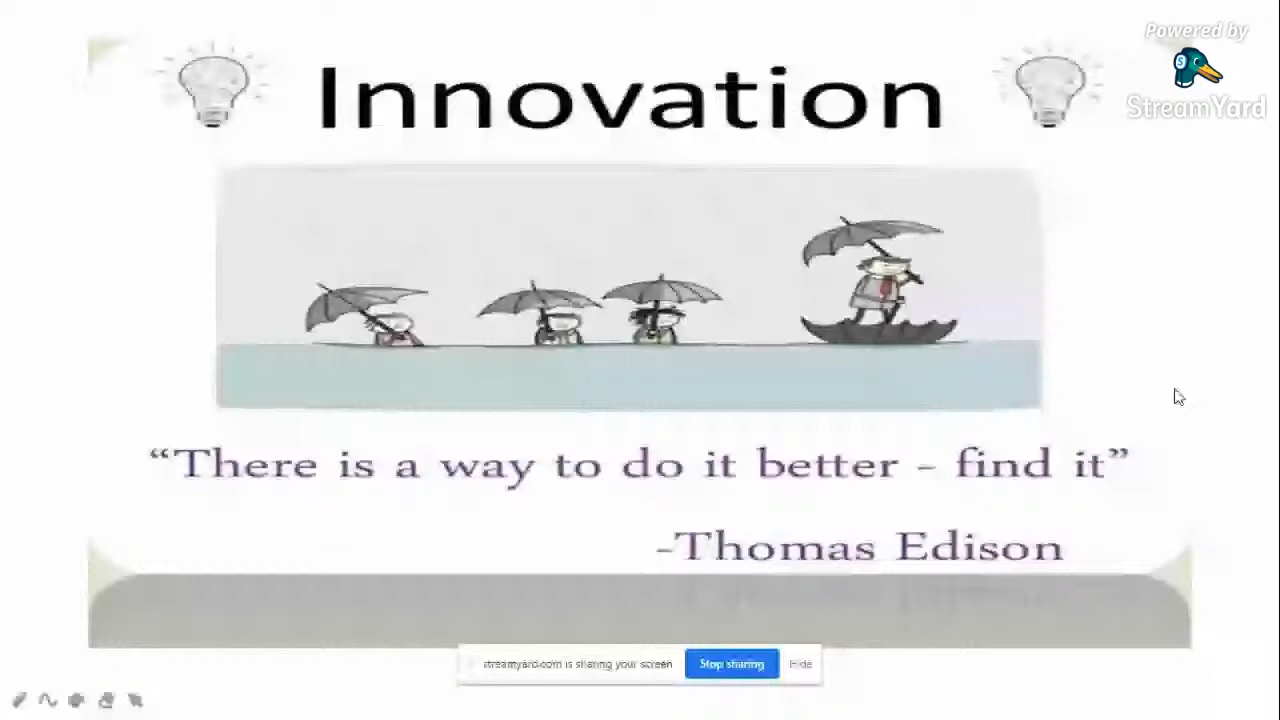 Powered by
StreamYard
Innovation
“There is a way to do it better - find it”
-Thomas Edison
streamyard.com is sharing your screen
Stop sharing
Hide